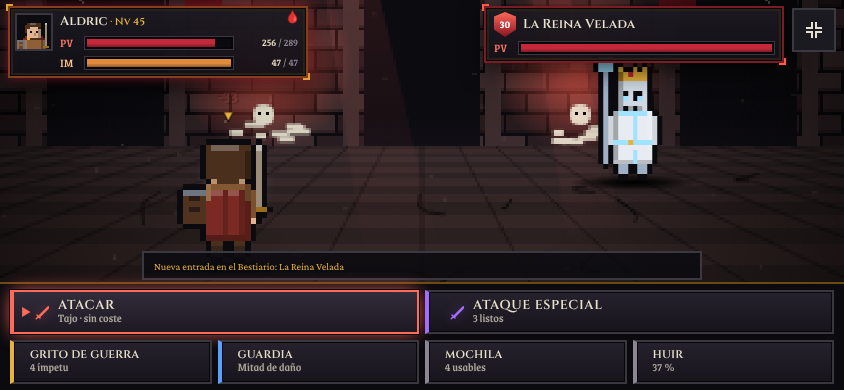 ALDRIC · NV 45
PV 256 / 289
IM 47 / 47
30 LA REINA VELADA
PV
Nueva entrada en el Bestiario: La Reina Velada
ATACAR
Tajo · sin coste
ATAQUE ESPECIAL
3 listos
GRITO DE GUERRA
4 ímpetu
GUARDIA
Mitad de daño
MOCHILA
4 usables
HUIR
37 %